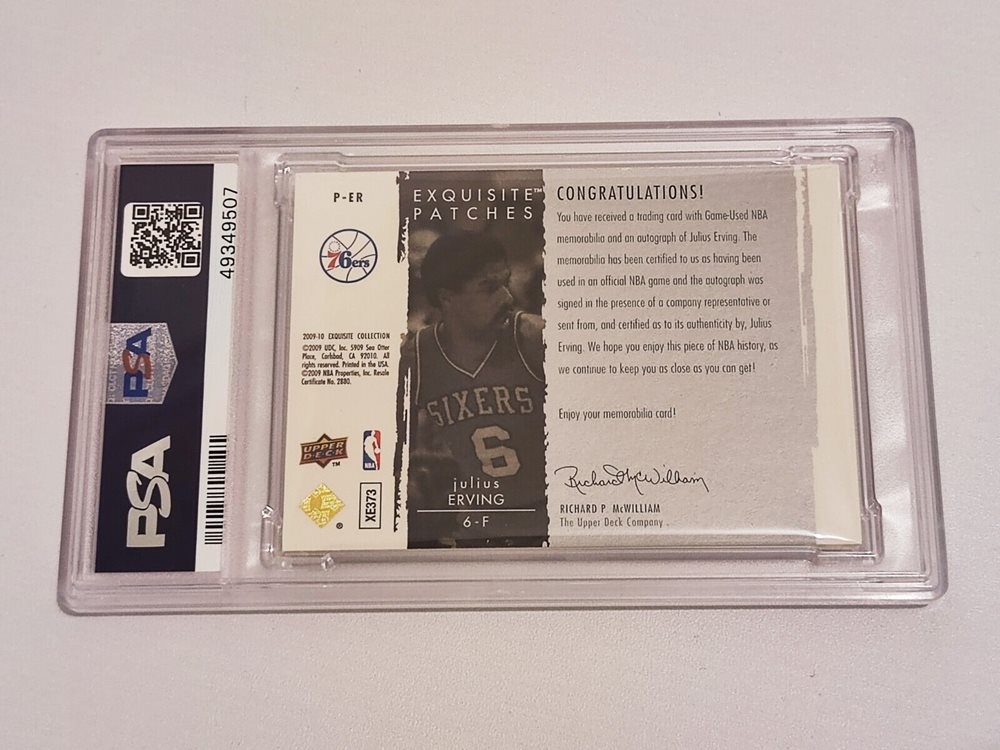 49349507
PSA
PSA
P-ER
76ers
2009-10 EXQUISITE COLLECTION
©2009 UDC, Inc. 5909 Sea Otter
Place, Carlsbad, CA 92010. All
rights reserved. Printed in the USA.
©2009 NBA Properties, Inc. Resale
Certificate No. 2880.
UPPER
DECK
TM
NBA
®
XE373
EXQUISITE™
PATCHES
SIXERS
6
julius
ERVING
6-F
CONGRATULATIONS!
You have received a trading card with Game-Used NBA
memorabilia and an autograph of Julius Erving. The
memorabilia has been certified to us as having been
used in an official NBA game and the autograph was
signed in the presence of a company representative or
sent from, and certified as to its authenticity by, Julius
Erving. We hope you enjoy this piece of NBA history, as
we continue to keep you as close as you can get!
Enjoy your memorabilia card!
Richard McWilliam
RICHARD P. McWILLIAM
The Upper Deck Company